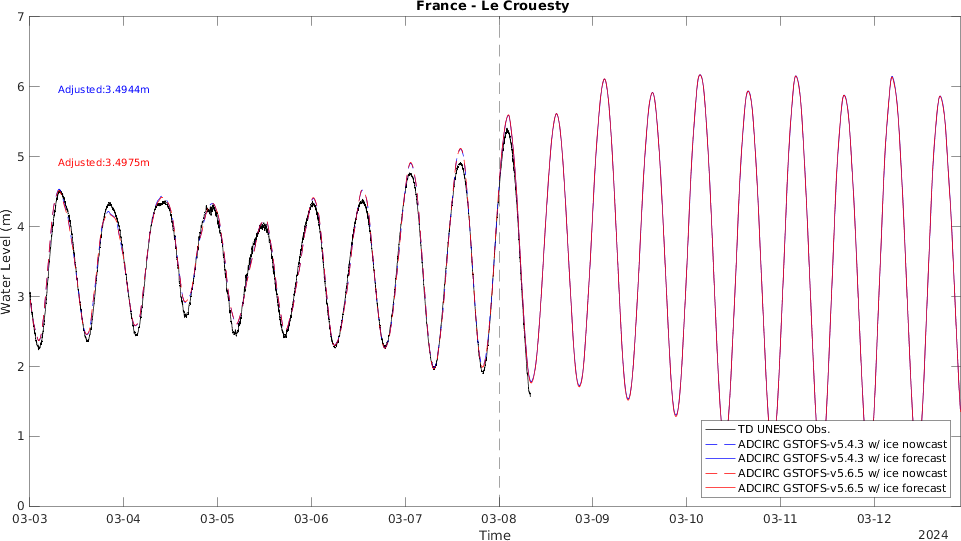 France - Le Crouesty
7
6
5
4
3
2
1
0
Water Level (m)
Adjusted:3.4944m
Adjusted:3.4975m
TD UNESCO Obs.
ADCIRC GSTOFS-v5.4.3 w/ ice nowcast
ADCIRC GSTOFS-v5.4.3 w/ ice forecast
ADCIRC GSTOFS-v5.6.5 w/ ice nowcast
ADCIRC GSTOFS-v5.6.5 w/ ice forecast
03-03 03-04 03-05 03-06 03-07 03-08 03-09 03-10 03-11 03-12
Time
2024